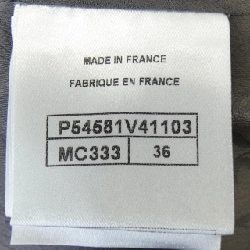 MADE IN FRANCE
FABRIQUE EN FRANCE
P54581V41103
MC333 36